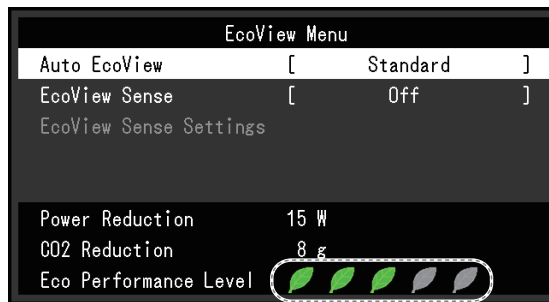 EcoView Menu
Auto EcoView [ Standard ]
EcoView Sense [ Off ]
EcoView Sense Settings
Power Reduction 15 W
CO2 Reduction 8 g
Eco Performance Level